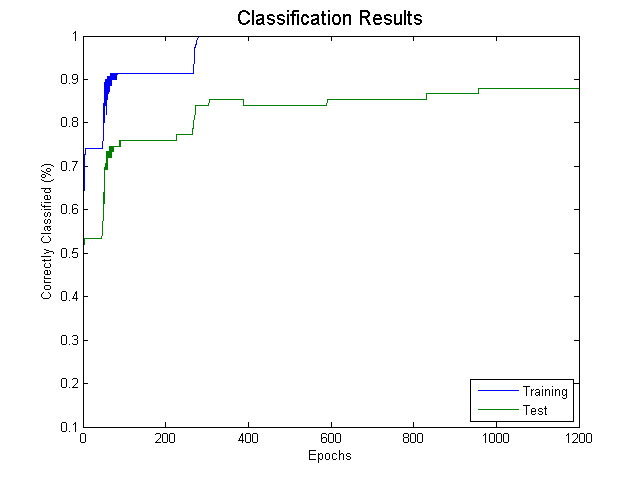 Classification Results
Correctly Classified (%)
1
0.9
0.8
0.7
0.6
0.5
0.4
0.3
0.2
0.1
0 200 400 600 800 1000 1200
Epochs
Training
Test